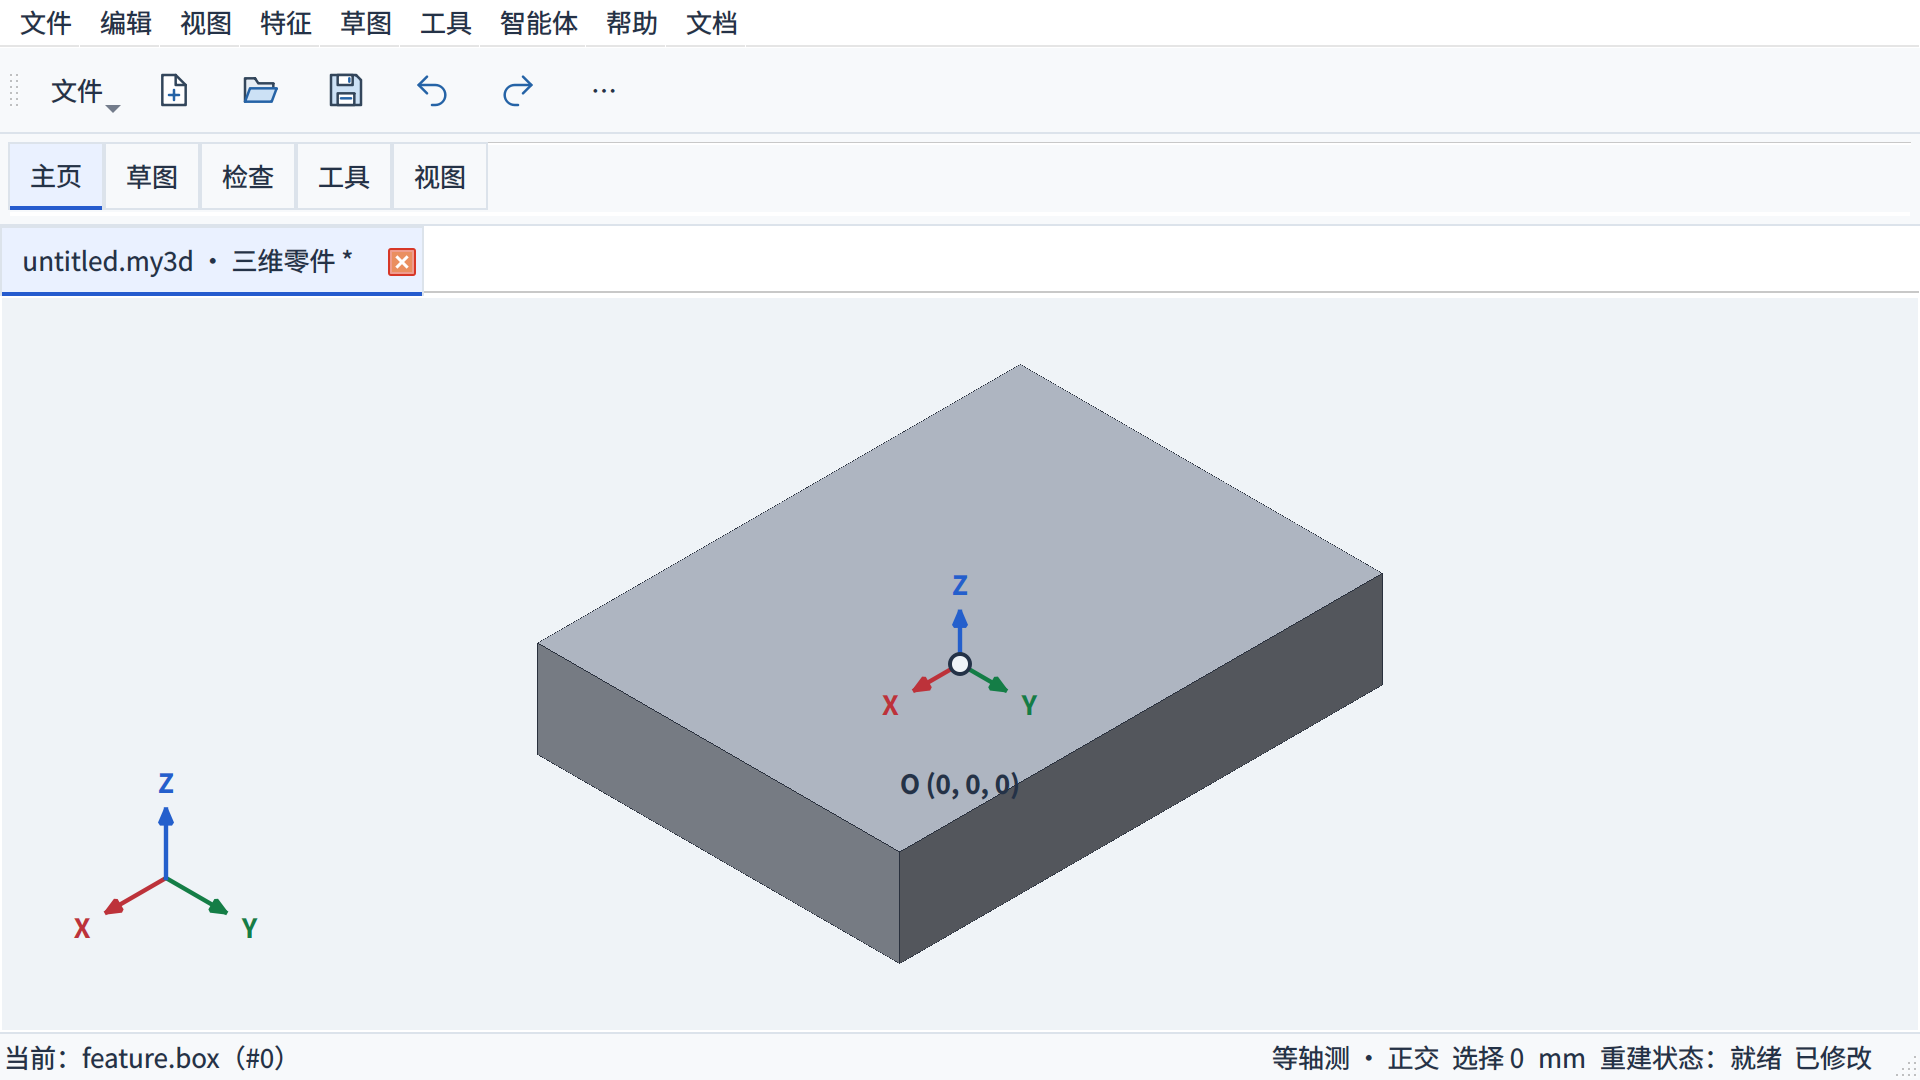 文件 编辑 视图 特征 草图 工具 智能体 帮助 文档
文件 ...
主页 草图 检查 工具 视图
untitled.my3d · 三维零件 *
Z
X Y
O (0, 0, 0)
Z
X Y
当前：feature.box（#0） 等轴测 · 正交 选择 0 mm 重建状态：就绪 已修改